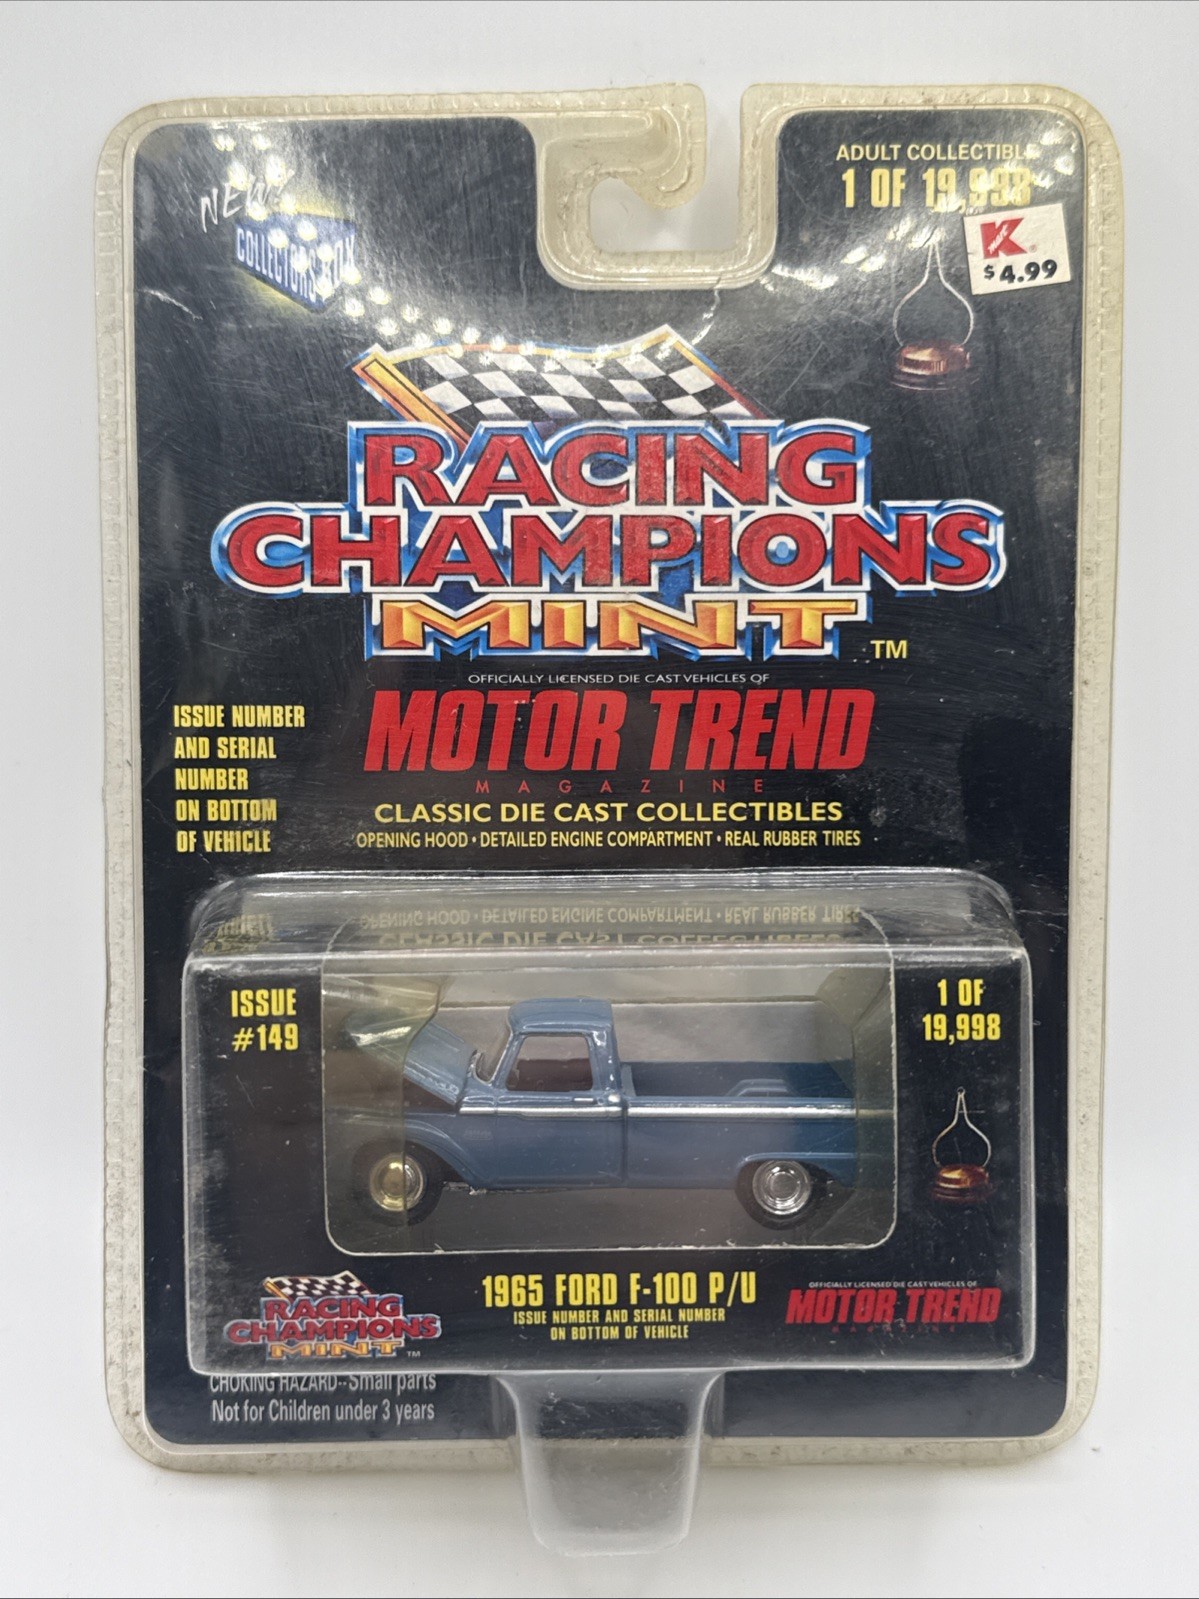 NEW!
COLLECTORS BOX
ADULT COLLECTIBLE
1 OF 19,998
Kmart
$4.99
RACING
CHAMPIONS
MINT TM
OFFICIALLY LICENSED DIE CAST VEHICLES OF
MOTOR TREND
MAGAZINE
CLASSIC DIE CAST COLLECTIBLES
OPENING HOOD • DETAILED ENGINE COMPARTMENT • REAL RUBBER TIRES
ISSUE NUMBER
AND SERIAL
NUMBER
ON BOTTOM
OF VEHICLE
ISSUE
#149
1 OF
19,998
RACING
CHAMPIONS
MINT TM
1965 FORD F-100 P/U
ISSUE NUMBER AND SERIAL NUMBER
ON BOTTOM OF VEHICLE
OFFICIALLY LICENSED DIE CAST VEHICLES OF
MOTOR TREND
MAGAZINE
CHOKING HAZARD--Small parts
Not for Children under 3 years